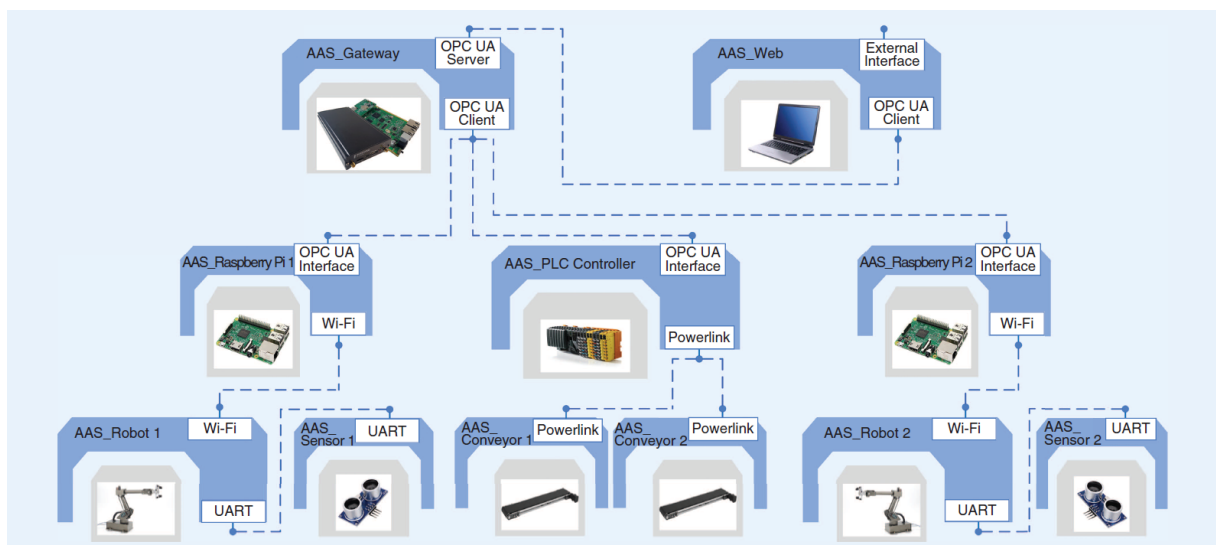 AAS_Gateway
OPC UA
Server
OPC UA
Client
AAS_Web
External
Interface
OPC UA
Client
AAS_Raspberry Pi 1
OPC UA
Interface
Wi-Fi
AAS_PLC Controller
OPC UA
Interface
Powerlink
AAS_Raspberry Pi 2
OPC UA
Interface
Wi-Fi
AAS_Robot 1
Wi-Fi
UART
AAS_
Sensor 1
UART
AAS_
Conveyor 1
Powerlink
AAS_
Conveyor 2
Powerlink
AAS_Robot 2
Wi-Fi
UART
AAS_
Sensor 2
UART